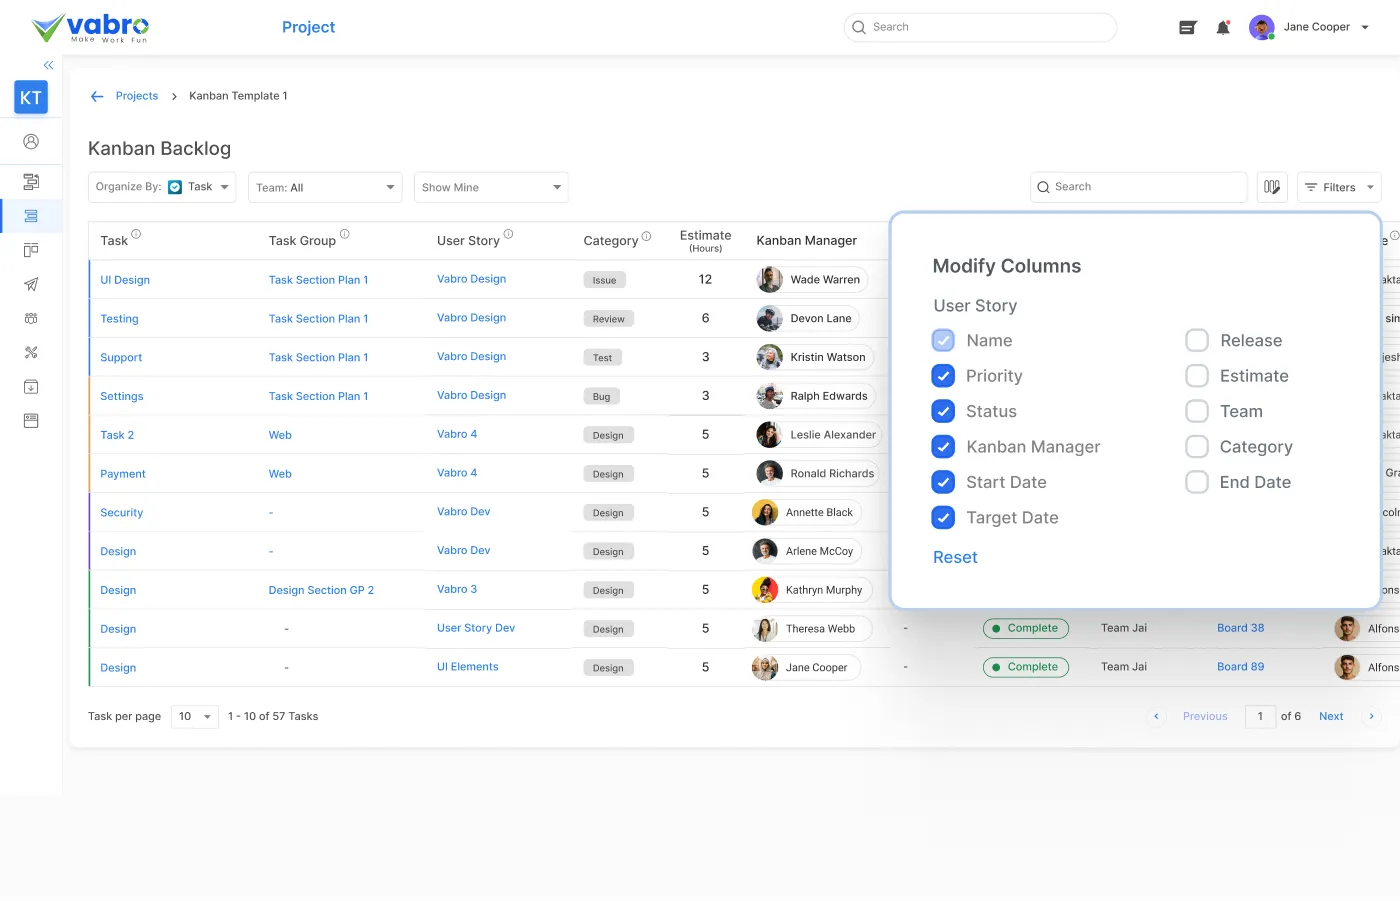 vabro
Make Work Fun
Project
Search
Jane Cooper
KT
Projects > Kanban Template 1
Kanban Backlog
Organize By: Task
Team: All
Show Mine
Search
Filters
Task Task Group User Story Category Estimate (Hours) Kanban Manager e
UI Design Task Section Plan 1 Vabro Design Issue 12 Wade Warren
Testing Task Section Plan 1 Vabro Design Review 6 Devon Lane
Support Task Section Plan 1 Vabro Design Test 3 Kristin Watson
Settings Task Section Plan 1 Vabro Design Bug 3 Ralph Edwards
Task 2 Web Vabro 4 Design 5 Leslie Alexander
Payment Web Vabro 4 Design 5 Ronald Richards
Security - Vabro Dev Design 5 Annette Black
Design - Vabro Dev Design 5 Arlene McCoy
Design Design Section GP 2 Vabro 3 Design 5 Kathryn Murphy
Design - User Story Dev Design 5 Theresa Webb - Complete Team Jai Board 38 Alfons
Design - UI Elements Design 5 Jane Cooper - Complete Team Jai Board 89 Alfons
Modify Columns
User Story
Name Release
Priority Estimate
Status Team
Kanban Manager Category
Start Date End Date
Target Date
Reset
Task per page 10 1 - 10 of 57 Tasks
< Previous 1 of 6 Next >